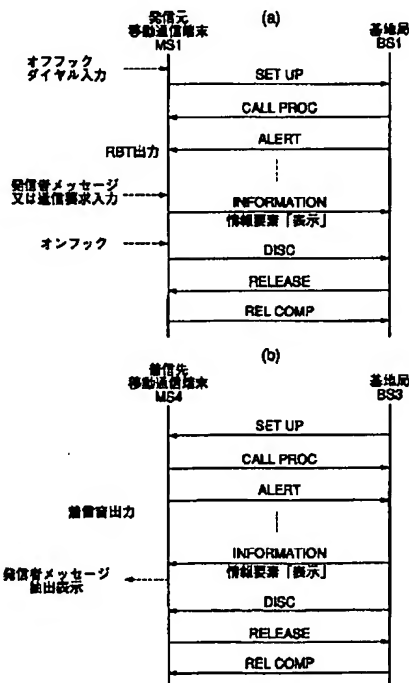 (a)
発信元
移動通信端末
MS1
基地局
BS1
オフフック
ダイヤル入力
SET UP
CALL PROC
ALERT
RBT出力
発信者メッセージ
又は返信要求入力
INFORMATION
情報要素「表示」
オンフック
DISC
RELEASE
REL COMP
(b)
着信先
移動通信端末
MS4
基地局
BS3
SET UP
CALL PROC
ALERT
着信音出力
INFORMATION
情報要素「表示」
発信者メッセージ
抽出表示
DISC
RELEASE
REL COMP